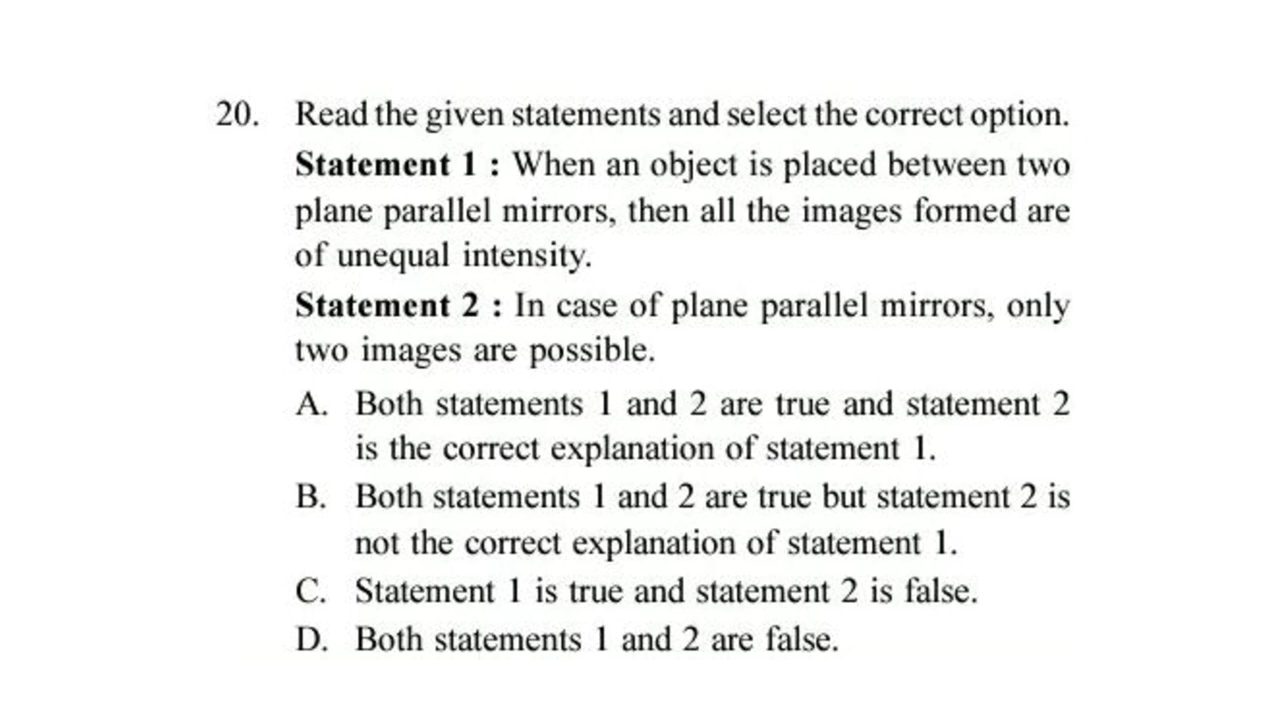 20. Read the given statements and select the correct option.
Statement 1 : When an object is placed between two
plane parallel mirrors, then all the images formed are
of unequal intensity.
Statement 2 : In case of plane parallel mirrors, only
two images are possible.
A. Both statements 1 and 2 are true and statement 2
is the correct explanation of statement 1.
B. Both statements 1 and 2 are true but statement 2 is
not the correct explanation of statement 1.
C. Statement 1 is true and statement 2 is false.
D. Both statements 1 and 2 are false.